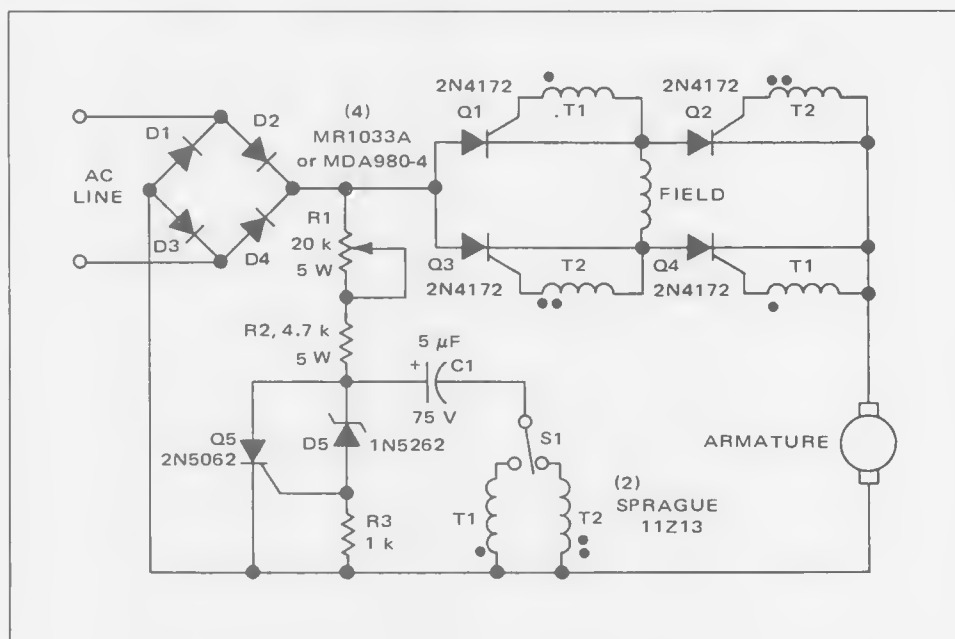 2N4172
T1
Q1
2N4172
T2
Q2
D1
D2
(4)
MR1033A
or MDA980-4
AC
LINE
FIELD
R1
20 k
5 W
D3
D4
Q3
2N4172
T2
Q4
2N4172
T1
R2, 4.7 k
5 W
5 µF
+
C1
75 V
Q5
2N5062
D5
1N5262
S1
ARMATURE
(2)
SPRAGUE
11Z13
T1
T2
R3
1 k